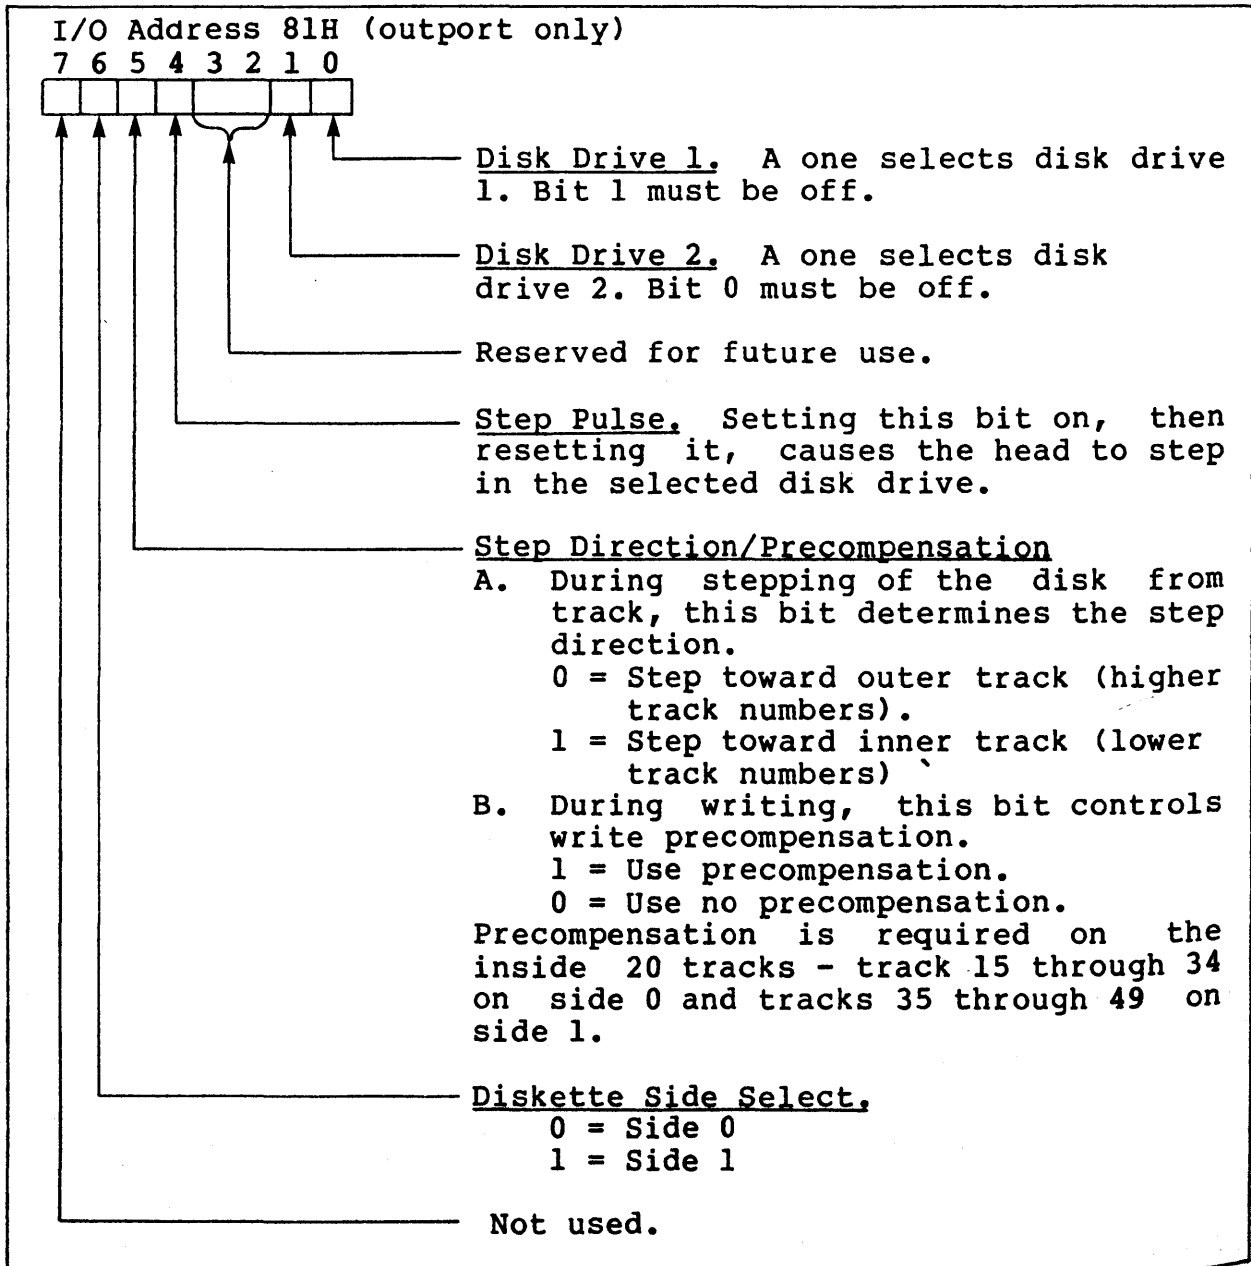 I/O Address 81H (outport only)
7 6 5 4 3 2 1 0
Disk Drive 1. A one selects disk drive
1. Bit 1 must be off.
Disk Drive 2. A one selects disk
drive 2. Bit 0 must be off.
Reserved for future use.
Step Pulse. Setting this bit on, then
resetting it, causes the head to step
in the selected disk drive.
Step Direction/Precompensation
A. During stepping of the disk from
track, this bit determines the step
direction.
0 = Step toward outer track (higher
track numbers).
1 = Step toward inner track (lower
track numbers)
B. During writing, this bit controls
write precompensation.
1 = Use precompensation.
0 = Use no precompensation.
Precompensation is required on the
inside 20 tracks - track 15 through 34
on side 0 and tracks 35 through 49 on
side 1.
Diskette Side Select.
0 = Side 0
1 = Side 1
Not used.